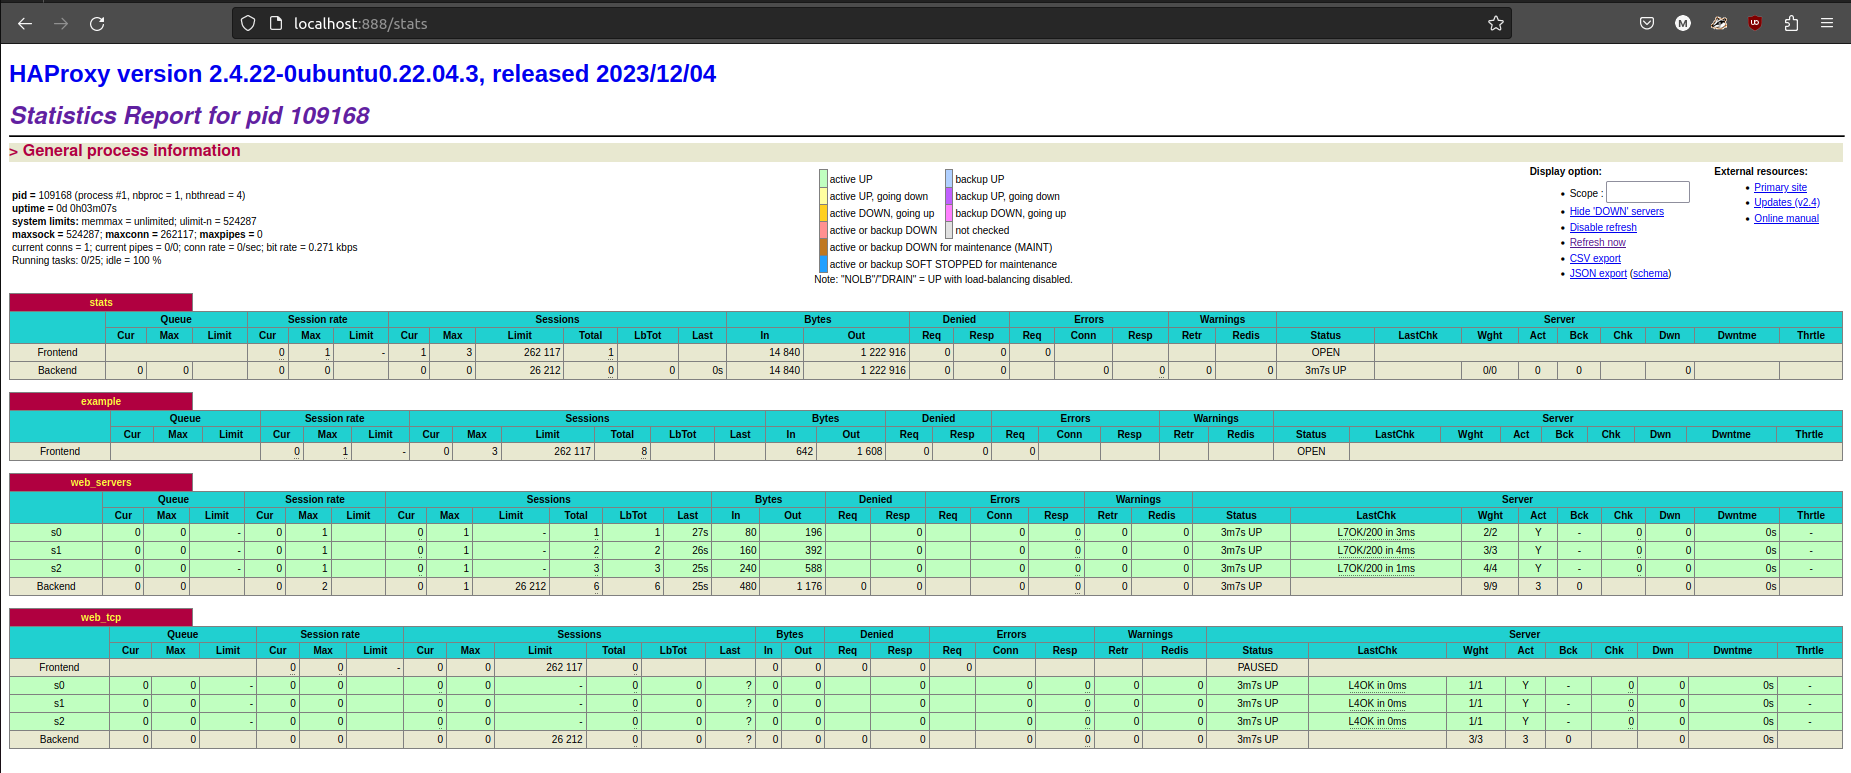 localhost:888/stats
HAProxy version 2.4.22-0ubuntu0.22.04.3, released 2023/12/04
Statistics Report for pid 109168
> General process information
pid = 109168 (process #1, nbproc = 1, nbthread = 4)
uptime = 0d 0h03m07s
system limits: memmax = unlimited; ulimit-n = 524287
maxsock = 524287; maxconn = 262117; maxpipes = 0
current conns = 1; current pipes = 0/0; conn rate = 0/sec; bit rate = 0.271 kbps
Running tasks: 0/25; idle = 100 %
active UP backup UP
active UP, going down backup UP, going down
active DOWN, going up backup DOWN, going up
active or backup DOWN not checked
active or backup DOWN for maintenance (MAINT)
active or backup SOFT STOPPED for maintenance
Note: "NOLB"/"DRAIN" = UP with load-balancing disabled.
Display option:
• Scope :
• Hide 'DOWN' servers
• Disable refresh
• Refresh now
• CSV export
• JSON export (schema)
External resources:
• Primary site
• Updates (v2.4)
• Online manual
stats
Queue Session rate Sessions Bytes Denied Errors Warnings Server
Cur Max Limit Cur Max Limit Cur Max Limit Total LbTot Last In Out Req Resp Req Conn Resp Retr Redis Status LastChk Wght Act Bck Chk Dwn Dwntme Thrtle
Frontend 0 1 - 1 3 262 117 1 14 840 1 222 916 0 0 0 OPEN
Backend 0 0 0 0 0 0 26 212 0 0 0s 14 840 1 222 916 0 0 0 0 0 0 3m7s UP 0/0 0 0 0
example
Queue Session rate Sessions Bytes Denied Errors Warnings Server
Cur Max Limit Cur Max Limit Cur Max Limit Total LbTot Last In Out Req Resp Req Conn Resp Retr Redis Status LastChk Wght Act Bck Chk Dwn Dwntme Thrtle
Frontend 0 1 - 0 3 262 117 8 642 1 608 0 0 0 OPEN
web_servers
Queue Session rate Sessions Bytes Denied Errors Warnings Server
Cur Max Limit Cur Max Limit Cur Max Limit Total LbTot Last In Out Req Resp Req Conn Resp Retr Redis Status LastChk Wght Act Bck Chk Dwn Dwntme Thrtle
s0 0 0 - 0 1 0 1 - 1 1 27s 80 196 0 0 0 0 0 3m7s UP L7OK/200 in 3ms 2/2 Y - 0 0 0s -
s1 0 0 - 0 1 0 1 - 2 2 26s 160 392 0 0 0 0 0 3m7s UP L7OK/200 in 4ms 3/3 Y - 0 0 0s -
s2 0 0 - 0 1 0 1 - 3 3 25s 240 588 0 0 0 0 0 3m7s UP L7OK/200 in 1ms 4/4 Y - 0 0 0s -
Backend 0 0 0 2 0 1 26 212 6 6 25s 480 1 176 0 0 0 0 0 0 3m7s UP 9/9 3 0 0 0s
web_tcp
Queue Session rate Sessions Bytes Denied Errors Warnings Server
Cur Max Limit Cur Max Limit Cur Max Limit Total LbTot Last In Out Req Resp Req Conn Resp Retr Redis Status LastChk Wght Act Bck Chk Dwn Dwntme Thrtle
Frontend 0 0 - 0 0 262 117 0 0 0 0 0 0 PAUSED
s0 0 0 - 0 0 0 0 - 0 0 ? 0 0 0 0 0 0 0 3m7s UP L4OK in 0ms 1/1 Y - 0 0 0s -
s1 0 0 - 0 0 0 0 - 0 0 ? 0 0 0 0 0 0 0 3m7s UP L4OK in 0ms 1/1 Y - 0 0 0s -
s2 0 0 - 0 0 0 0 - 0 0 ? 0 0 0 0 0 0 0 3m7s UP L4OK in 0ms 1/1 Y - 0 0 0s -
Backend 0 0 0 0 0 0 26 212 0 0 ? 0 0 0 0 0 0 0 0 3m7s UP 3/3 3 0 0 0s